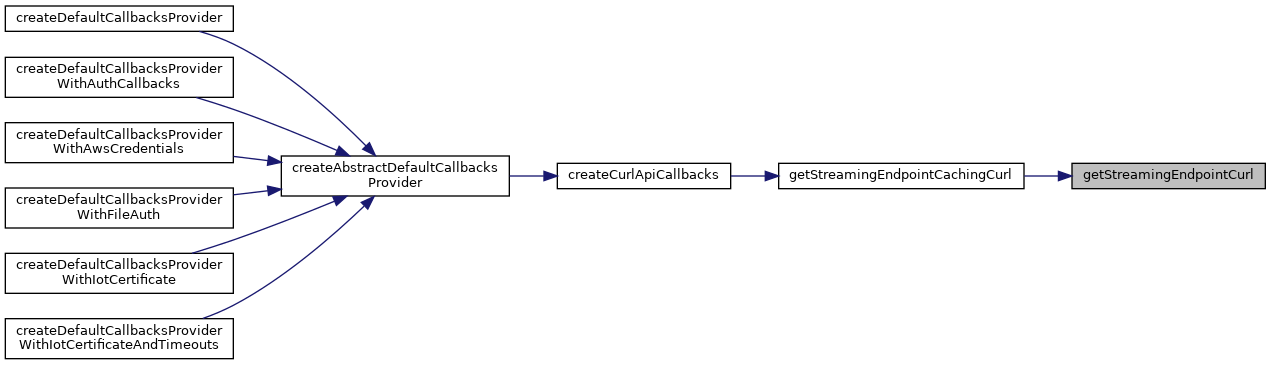 createDefaultCallbacksProvider
createDefaultCallbacksProvider
WithAuthCallbacks
createDefaultCallbacksProvider
WithAwsCredentials
createDefaultCallbacksProvider
WithFileAuth
createDefaultCallbacksProvider
WithIotCertificate
createDefaultCallbacksProvider
WithIotCertificateAndTimeouts
createAbstractDefaultCallbacks
Provider
createCurlApiCallbacks
getStreamingEndpointCachingCurl
getStreamingEndpointCurl